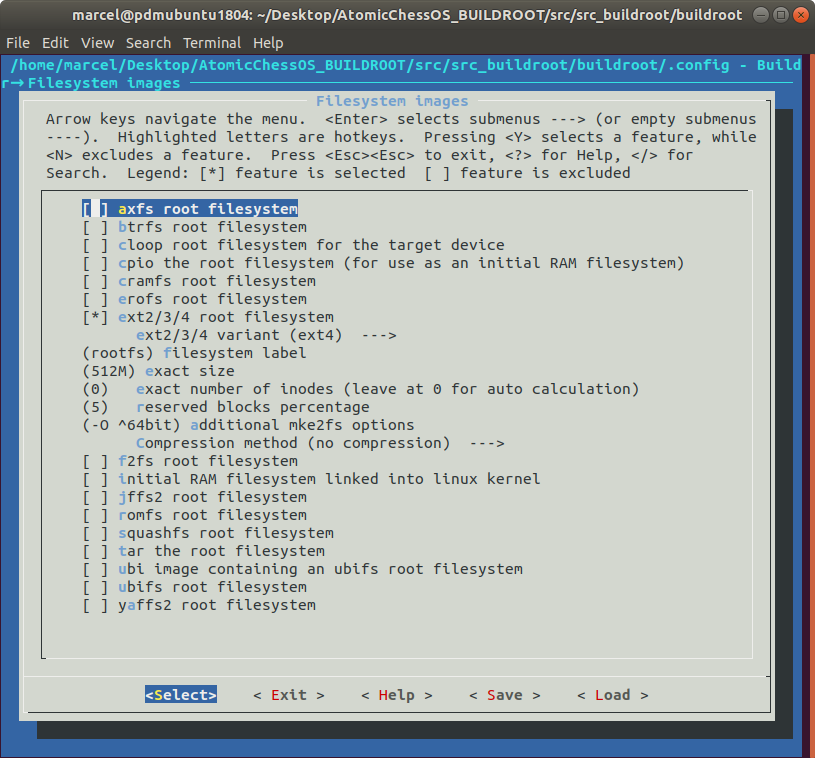 marcel@pdmubuntu1804: ~/Desktop/AtomicChessOS_BUILDROOT/src/src_buildroot/buildroot
File Edit View Search Terminal Help
/home/marcel/Desktop/AtomicChessOS_BUILDROOT/src/src_buildroot/buildroot/.config - Build
r→Filesystem images
Filesystem images
Arrow keys navigate the menu.  <Enter> selects submenus ---> (or empty submenus
----).  Highlighted letters are hotkeys.  Pressing <Y> selects a feature, while
<N> excludes a feature.  Press <Esc><Esc> to exit, <?> for Help, </> for
Search.  Legend: [*] feature is selected  [ ] feature is excluded
[ ] axfs root filesystem
[ ] btrfs root filesystem
[ ] cloop root filesystem for the target device
[ ] cpio the root filesystem (for use as an initial RAM filesystem)
[ ] cramfs root filesystem
[ ] erofs root filesystem
[*] ext2/3/4 root filesystem
ext2/3/4 variant (ext4)  --->
(rootfs) filesystem label
(512M) exact size
(0)   exact number of inodes (leave at 0 for auto calculation)
(5)   reserved blocks percentage
(-O ^64bit) additional mke2fs options
Compression method (no compression)  --->
[ ] f2fs root filesystem
[ ] initial RAM filesystem linked into linux kernel
[ ] jffs2 root filesystem
[ ] romfs root filesystem
[ ] squashfs root filesystem
[ ] tar the root filesystem
[ ] ubi image containing an ubifs root filesystem
[ ] ubifs root filesystem
[ ] yaffs2 root filesystem
<Select>    < Exit >    < Help >    < Save >    < Load >